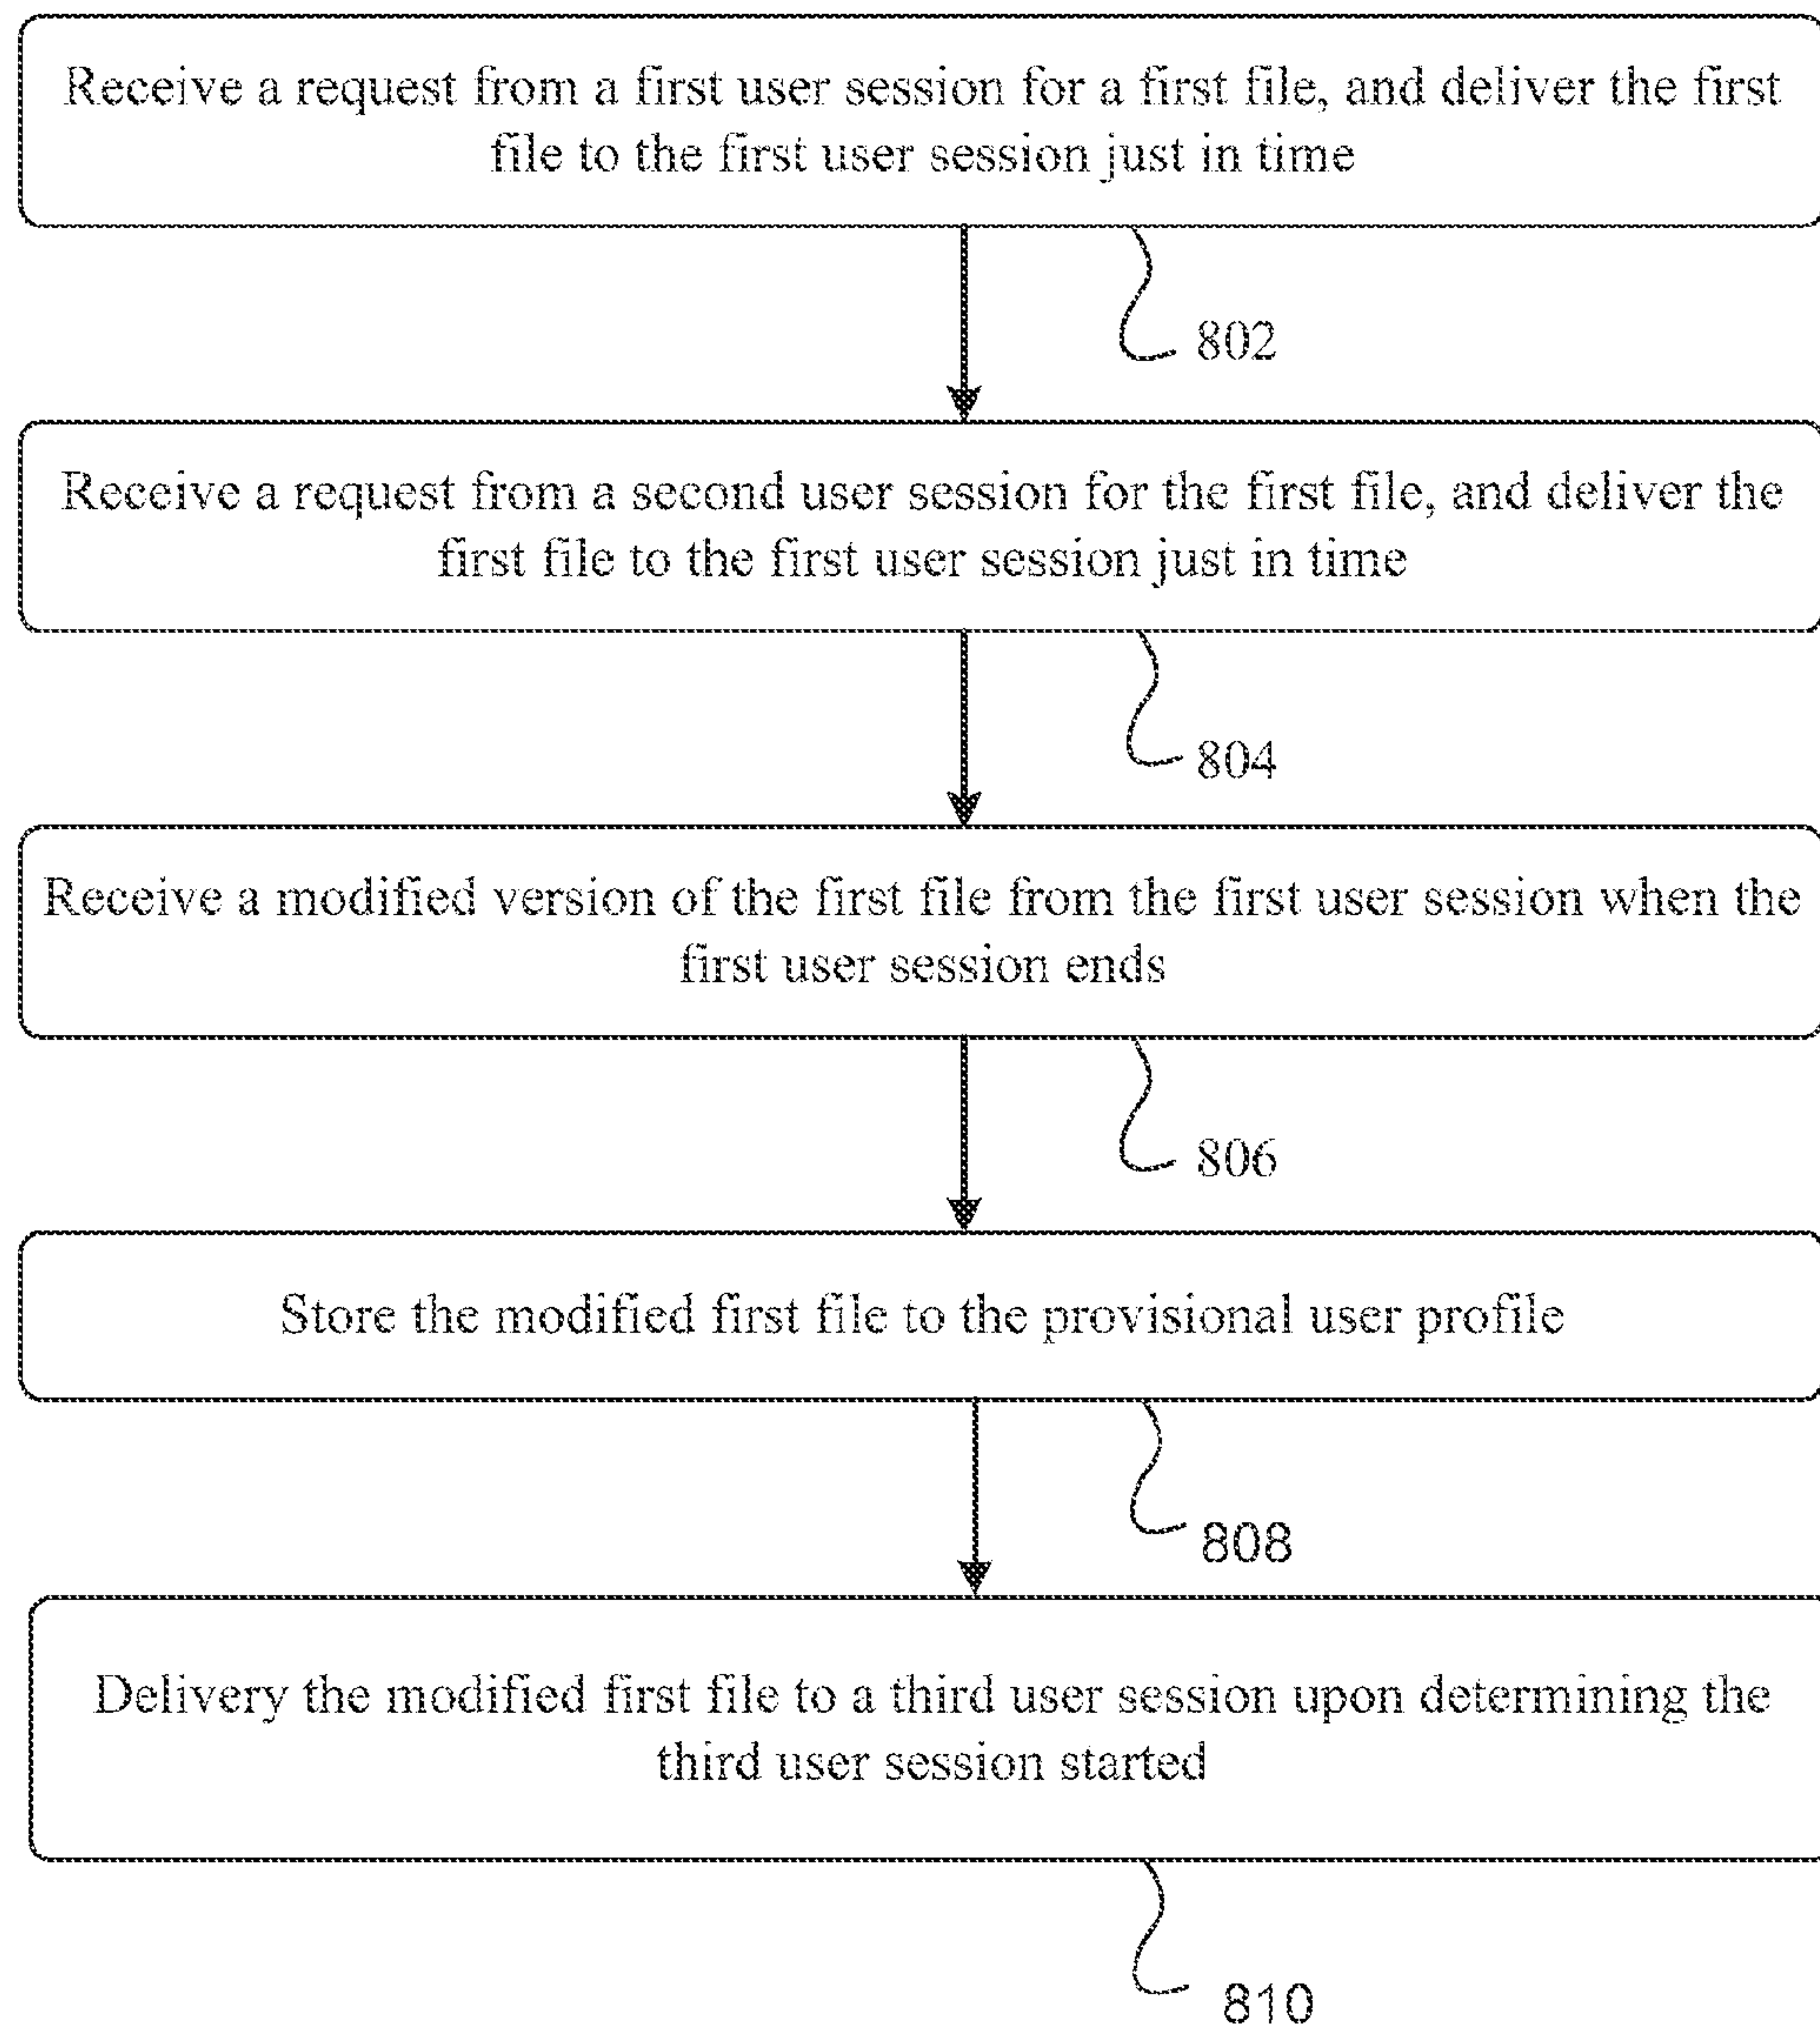 Receive a request from a first user session for a first file, and deliver the first
file to the first user session just in time
802
Receive a request from a second user session for the first file, and deliver the
first file to the first user session just in time
804
Receive a modified version of the first file from the first user session when the
first user session ends
806
Store the modified first file to the provisional user profile
808
Delivery the modified first file to a third user session upon determining the
third user session started
810